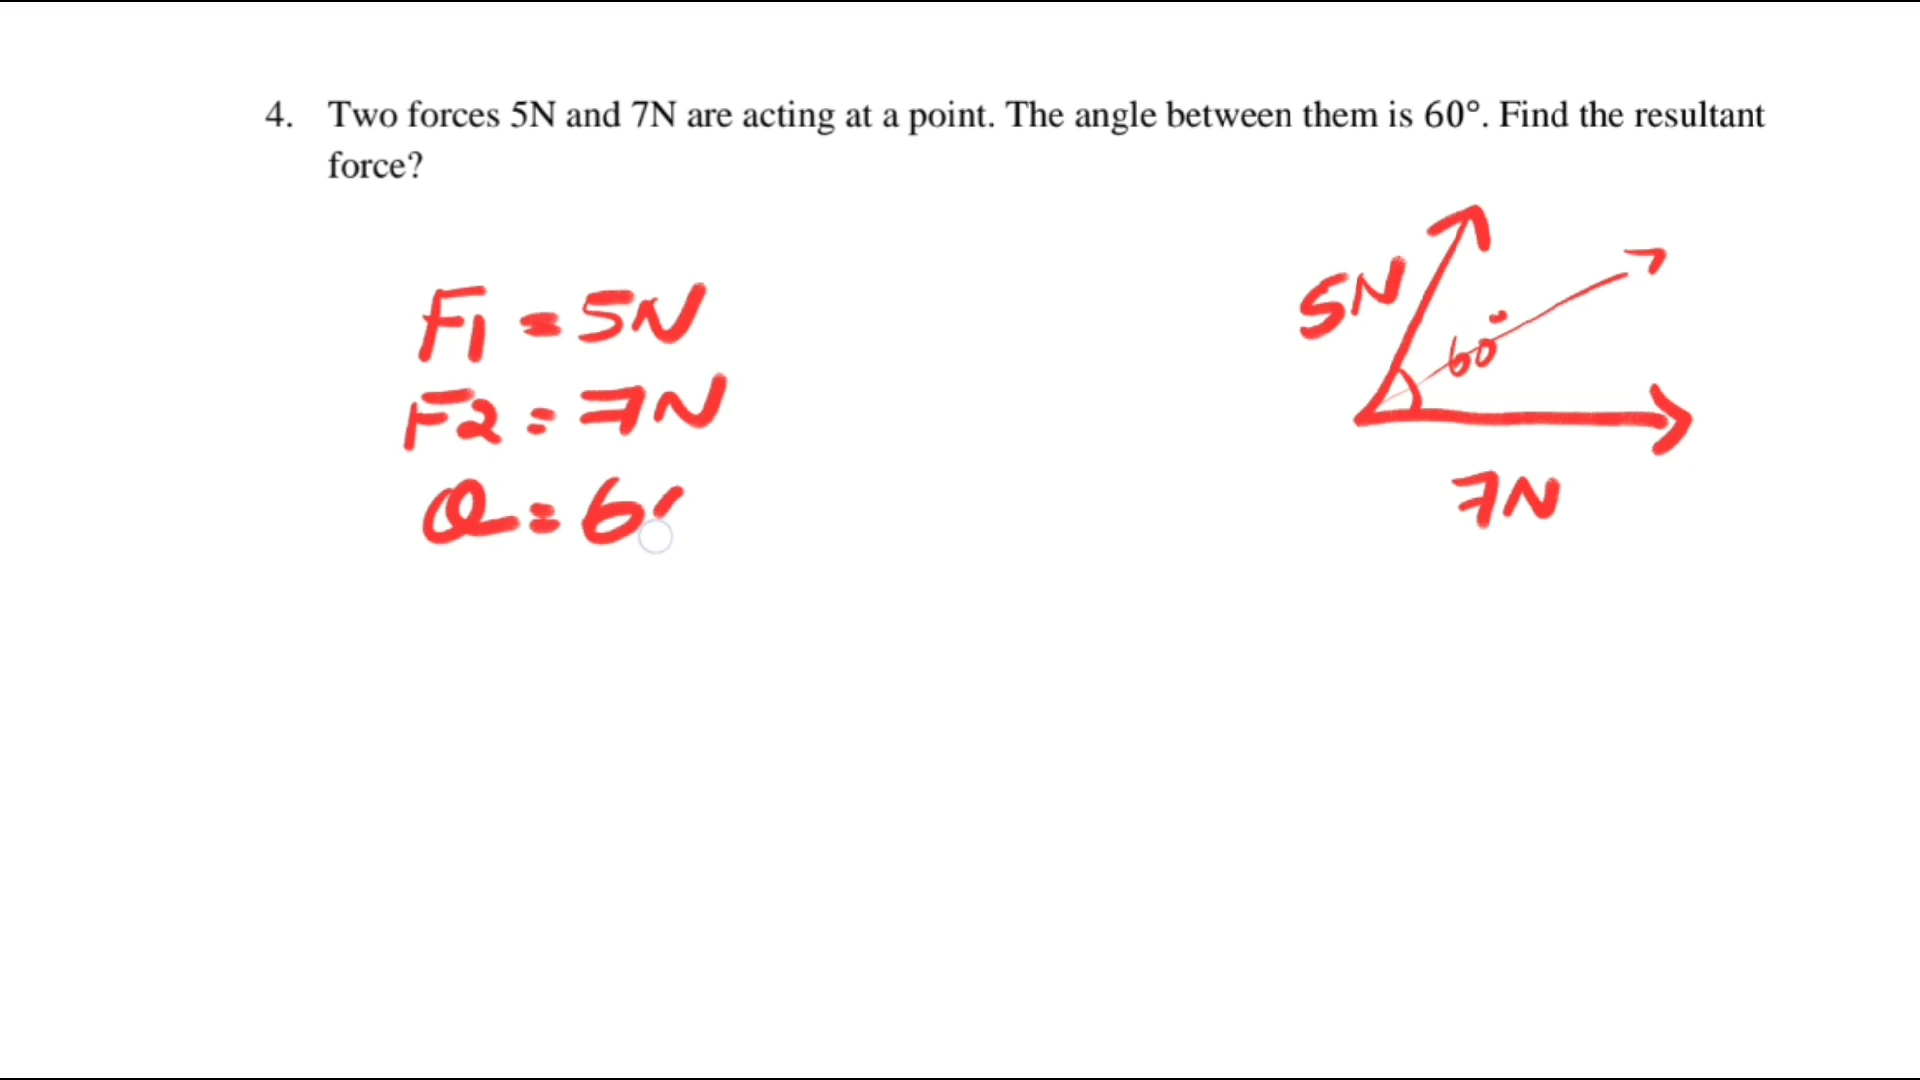 4. Two forces 5N and 7N are acting at a point. The angle between them is 60°. Find the resultant
force?
F1 = 5N
F2 = 7N
θ = 6
5N
60°
7N